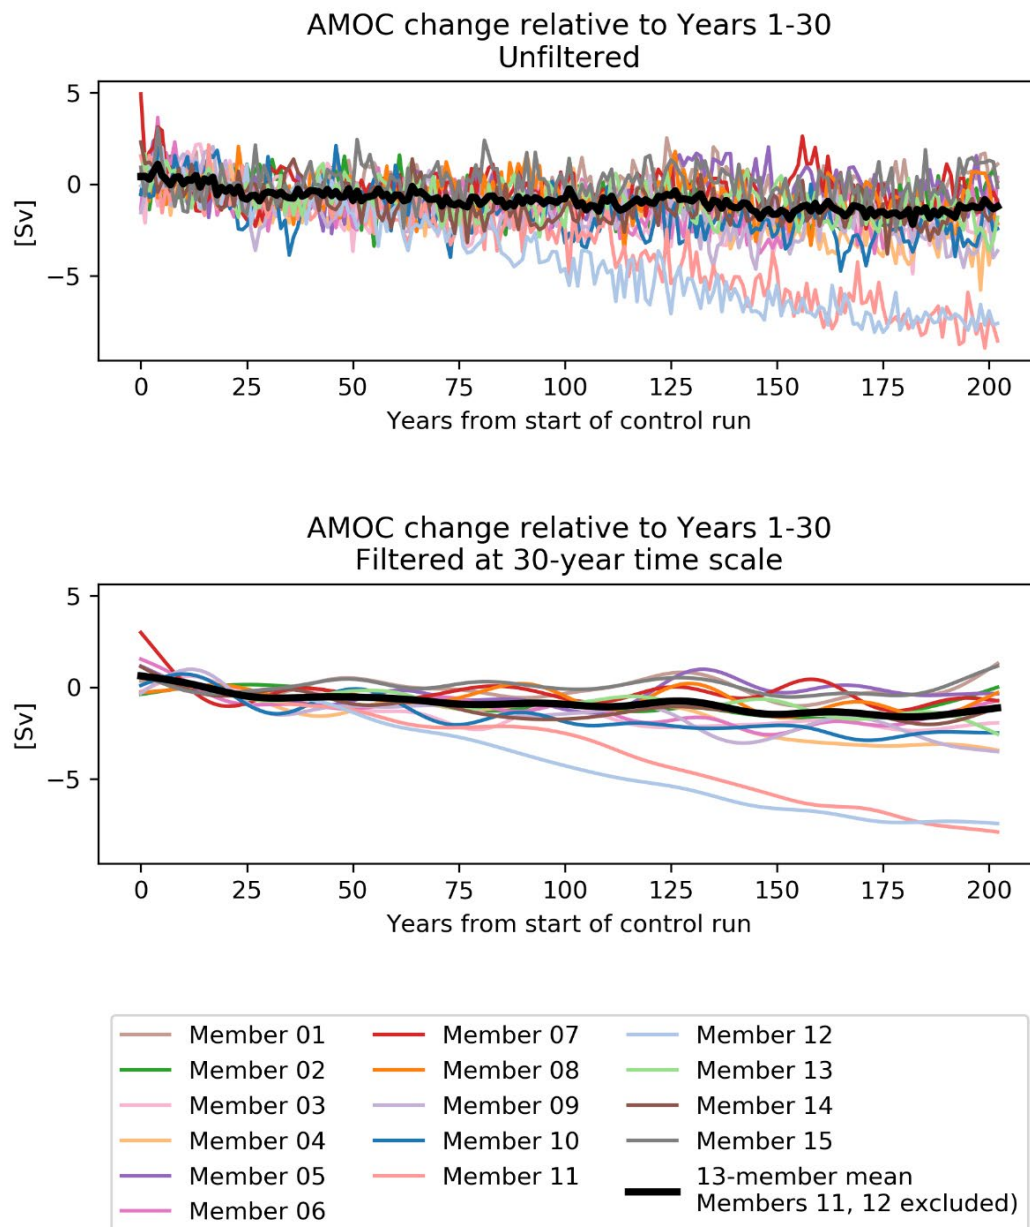 AMOC change relative to Years 1-30
Unfiltered
5
0
−5
[Sv]
0 25 50 75 100 125 150 175 200
Years from start of control run
AMOC change relative to Years 1-30
Filtered at 30-year time scale
5
0
−5
[Sv]
0 25 50 75 100 125 150 175 200
Years from start of control run
Member 01
Member 02
Member 03
Member 04
Member 05
Member 06
Member 07
Member 08
Member 09
Member 10
Member 11
Member 12
Member 13
Member 14
Member 15
13-member mean
Members 11, 12 excluded)